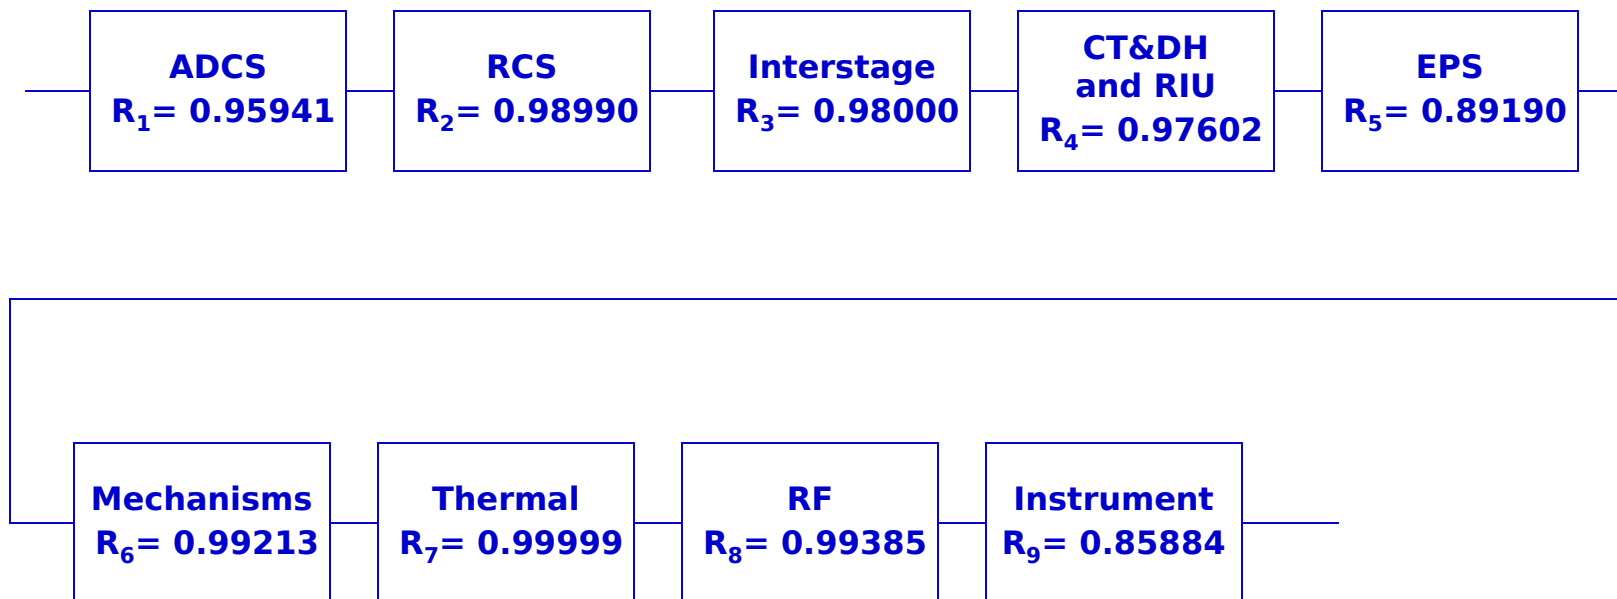 ADCS
R1= 0.95941
RCS
R2= 0.98990
Interstage
R3= 0.98000
CT&DH
and RIU
R4= 0.97602
EPS
R5= 0.89190
Mechanisms
R6= 0.99213
Thermal
R7= 0.99999
RF
R8= 0.99385
Instrument
R9= 0.85884